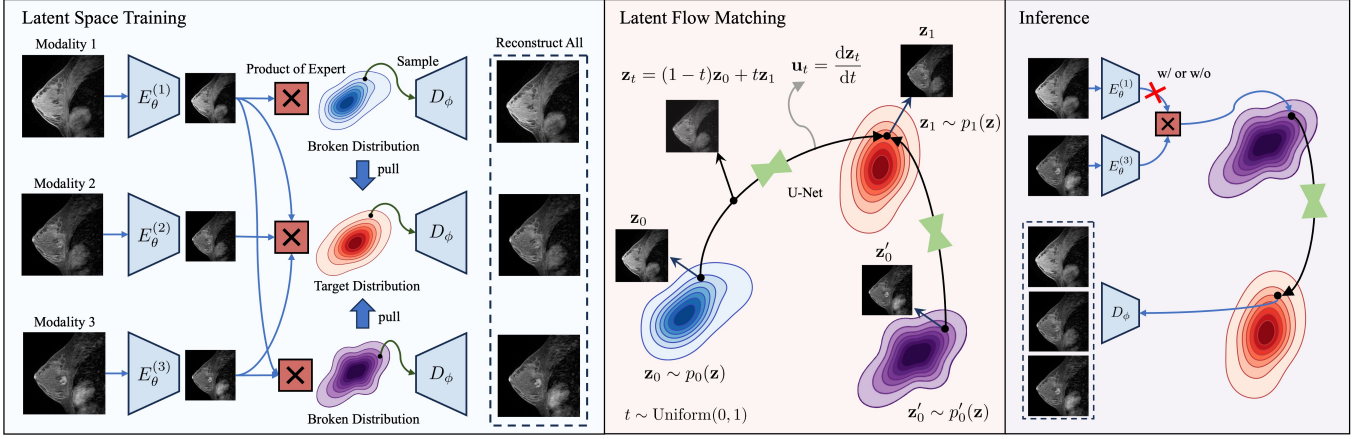 Latent Space Training
Modality 1
E_θ^(1)
Product of Expert
Sample
D_ϕ
Reconstruct All
Broken Distribution
pull
Modality 2
E_θ^(2)
D_ϕ
Target Distribution
pull
Modality 3
E_θ^(3)
D_ϕ
Broken Distribution
Latent Flow Matching
z_t = (1 − t)z_0 + tz_1
u_t = dz_t/dt
z_1
z_1 ∼ p_1(z)
U-Net
z_0
z'_0
z_0 ∼ p_0(z)
t ∼ Uniform(0, 1)
z'_0 ∼ p'_0(z)
Inference
E_θ^(1)
w/ or w/o
E_θ^(3)
D_ϕ